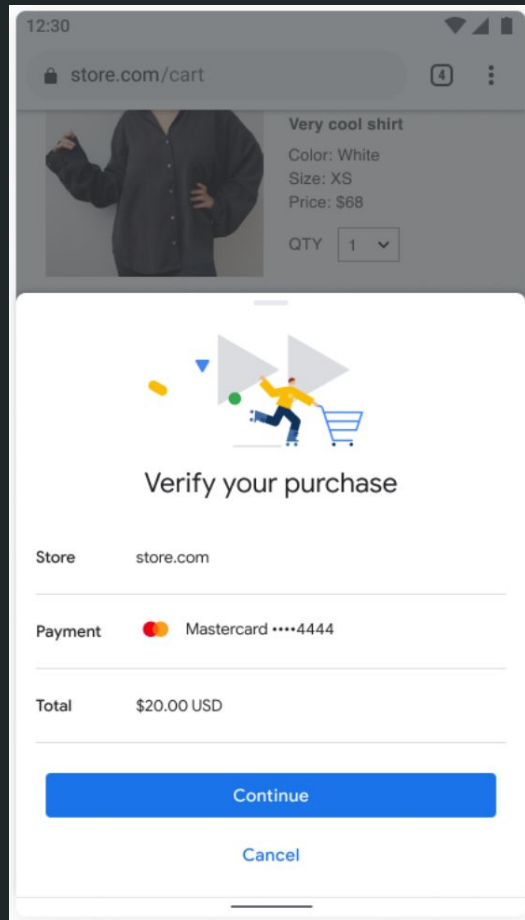 12:30
store.com/cart
4
Very cool shirt
Color: White
Size: XS
Price: $68
QTY 1
Verify your purchase
Store store.com
Payment Mastercard ••••4444
Total $20.00 USD
Continue
Cancel